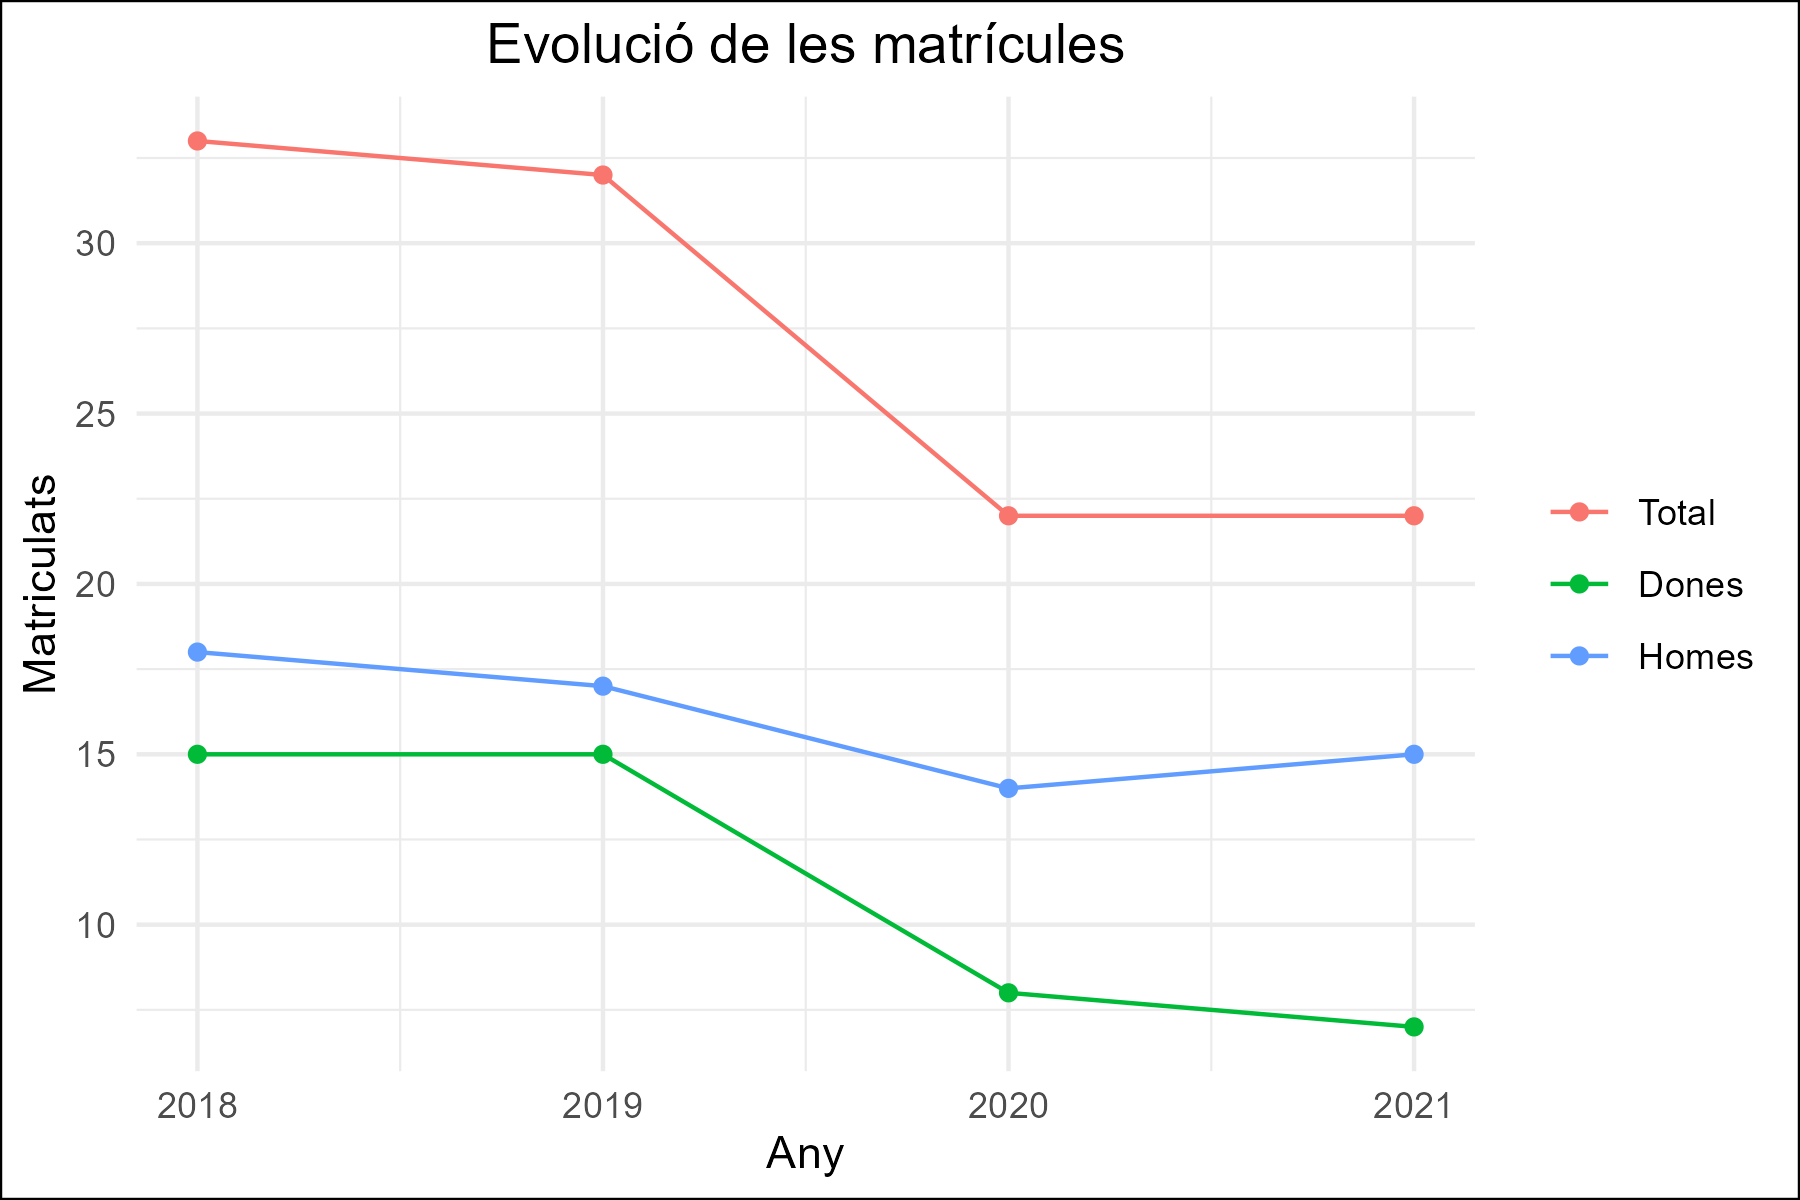 Evolució de les matrícules
Matriculats
30
25
20
15
10
2018 2019 2020 2021
Any
Total
Dones
Homes